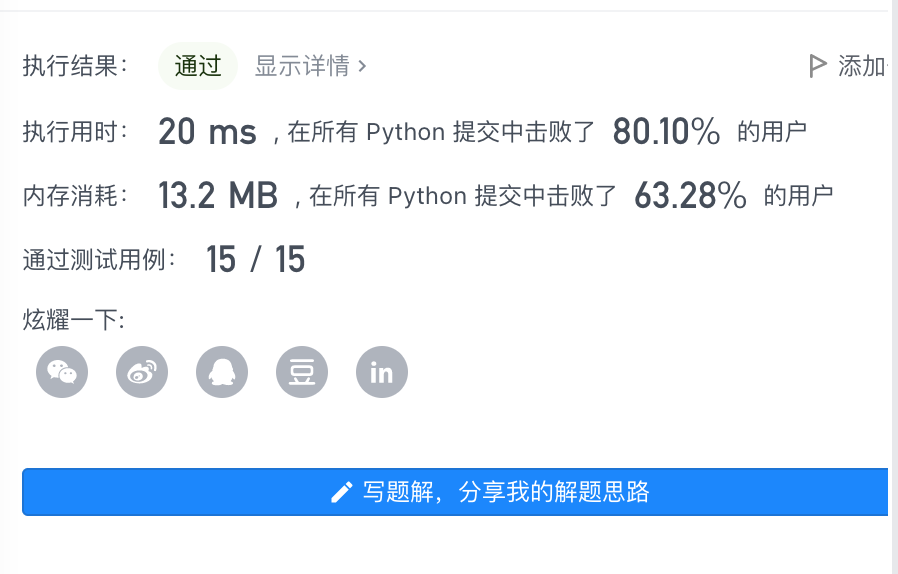 执行结果： 通过 显示详情 › 添加
执行用时： 20 ms , 在所有 Python 提交中击败了 80.10% 的用户
内存消耗： 13.2 MB , 在所有 Python 提交中击败了 63.28% 的用户
通过测试用例： 15 / 15
炫耀一下:
豆 in
写题解，分享我的解题思路